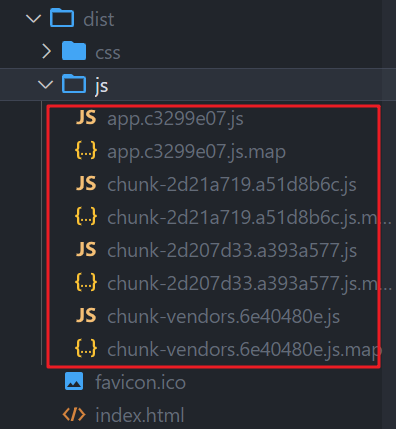 dist
css
js
JS app.c3299e07.js
{..} app.c3299e07.js.map
JS chunk-2d21a719.a51d8b6c.js
{..} chunk-2d21a719.a51d8b6c.js.m...
JS chunk-2d207d33.a393a577.js
{..} chunk-2d207d33.a393a577.js.m...
JS chunk-vendors.6e40480e.js
{..} chunk-vendors.6e40480e.js.map
favicon.ico
<> index.html